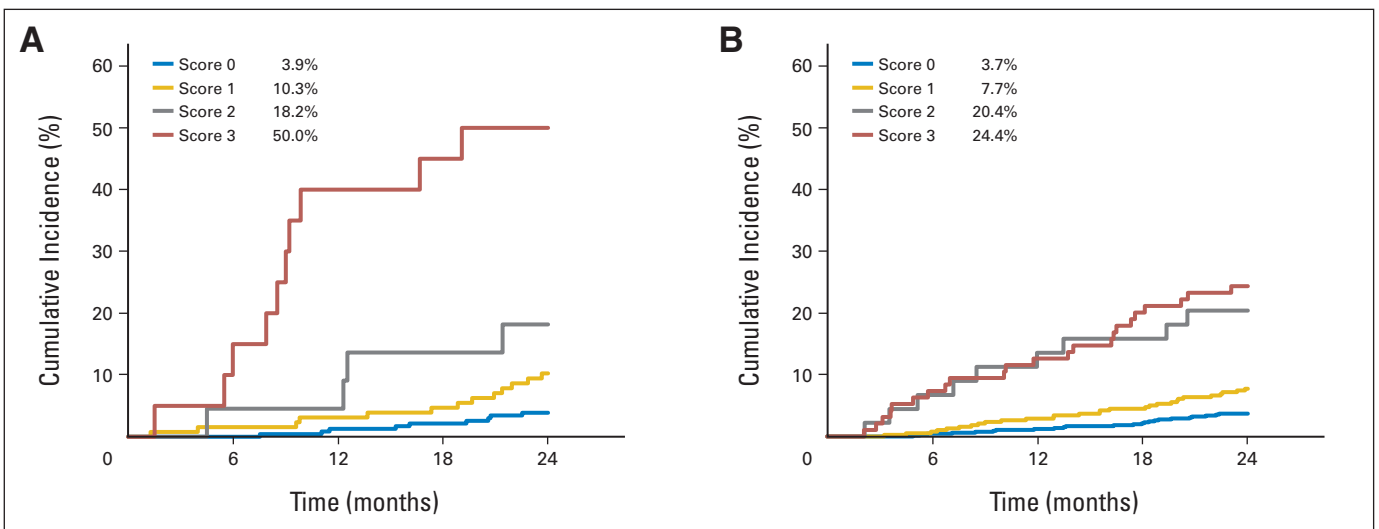 A
Score 0 3.9%
Score 1 10.3%
Score 2 18.2%
Score 3 50.0%
Cumulative Incidence (%)
60
50
40
30
20
10
0 6 12 18 24
Time (months)
B
Score 0 3.7%
Score 1 7.7%
Score 2 20.4%
Score 3 24.4%
Cumulative Incidence (%)
60
50
40
30
20
10
0 6 12 18 24
Time (months)